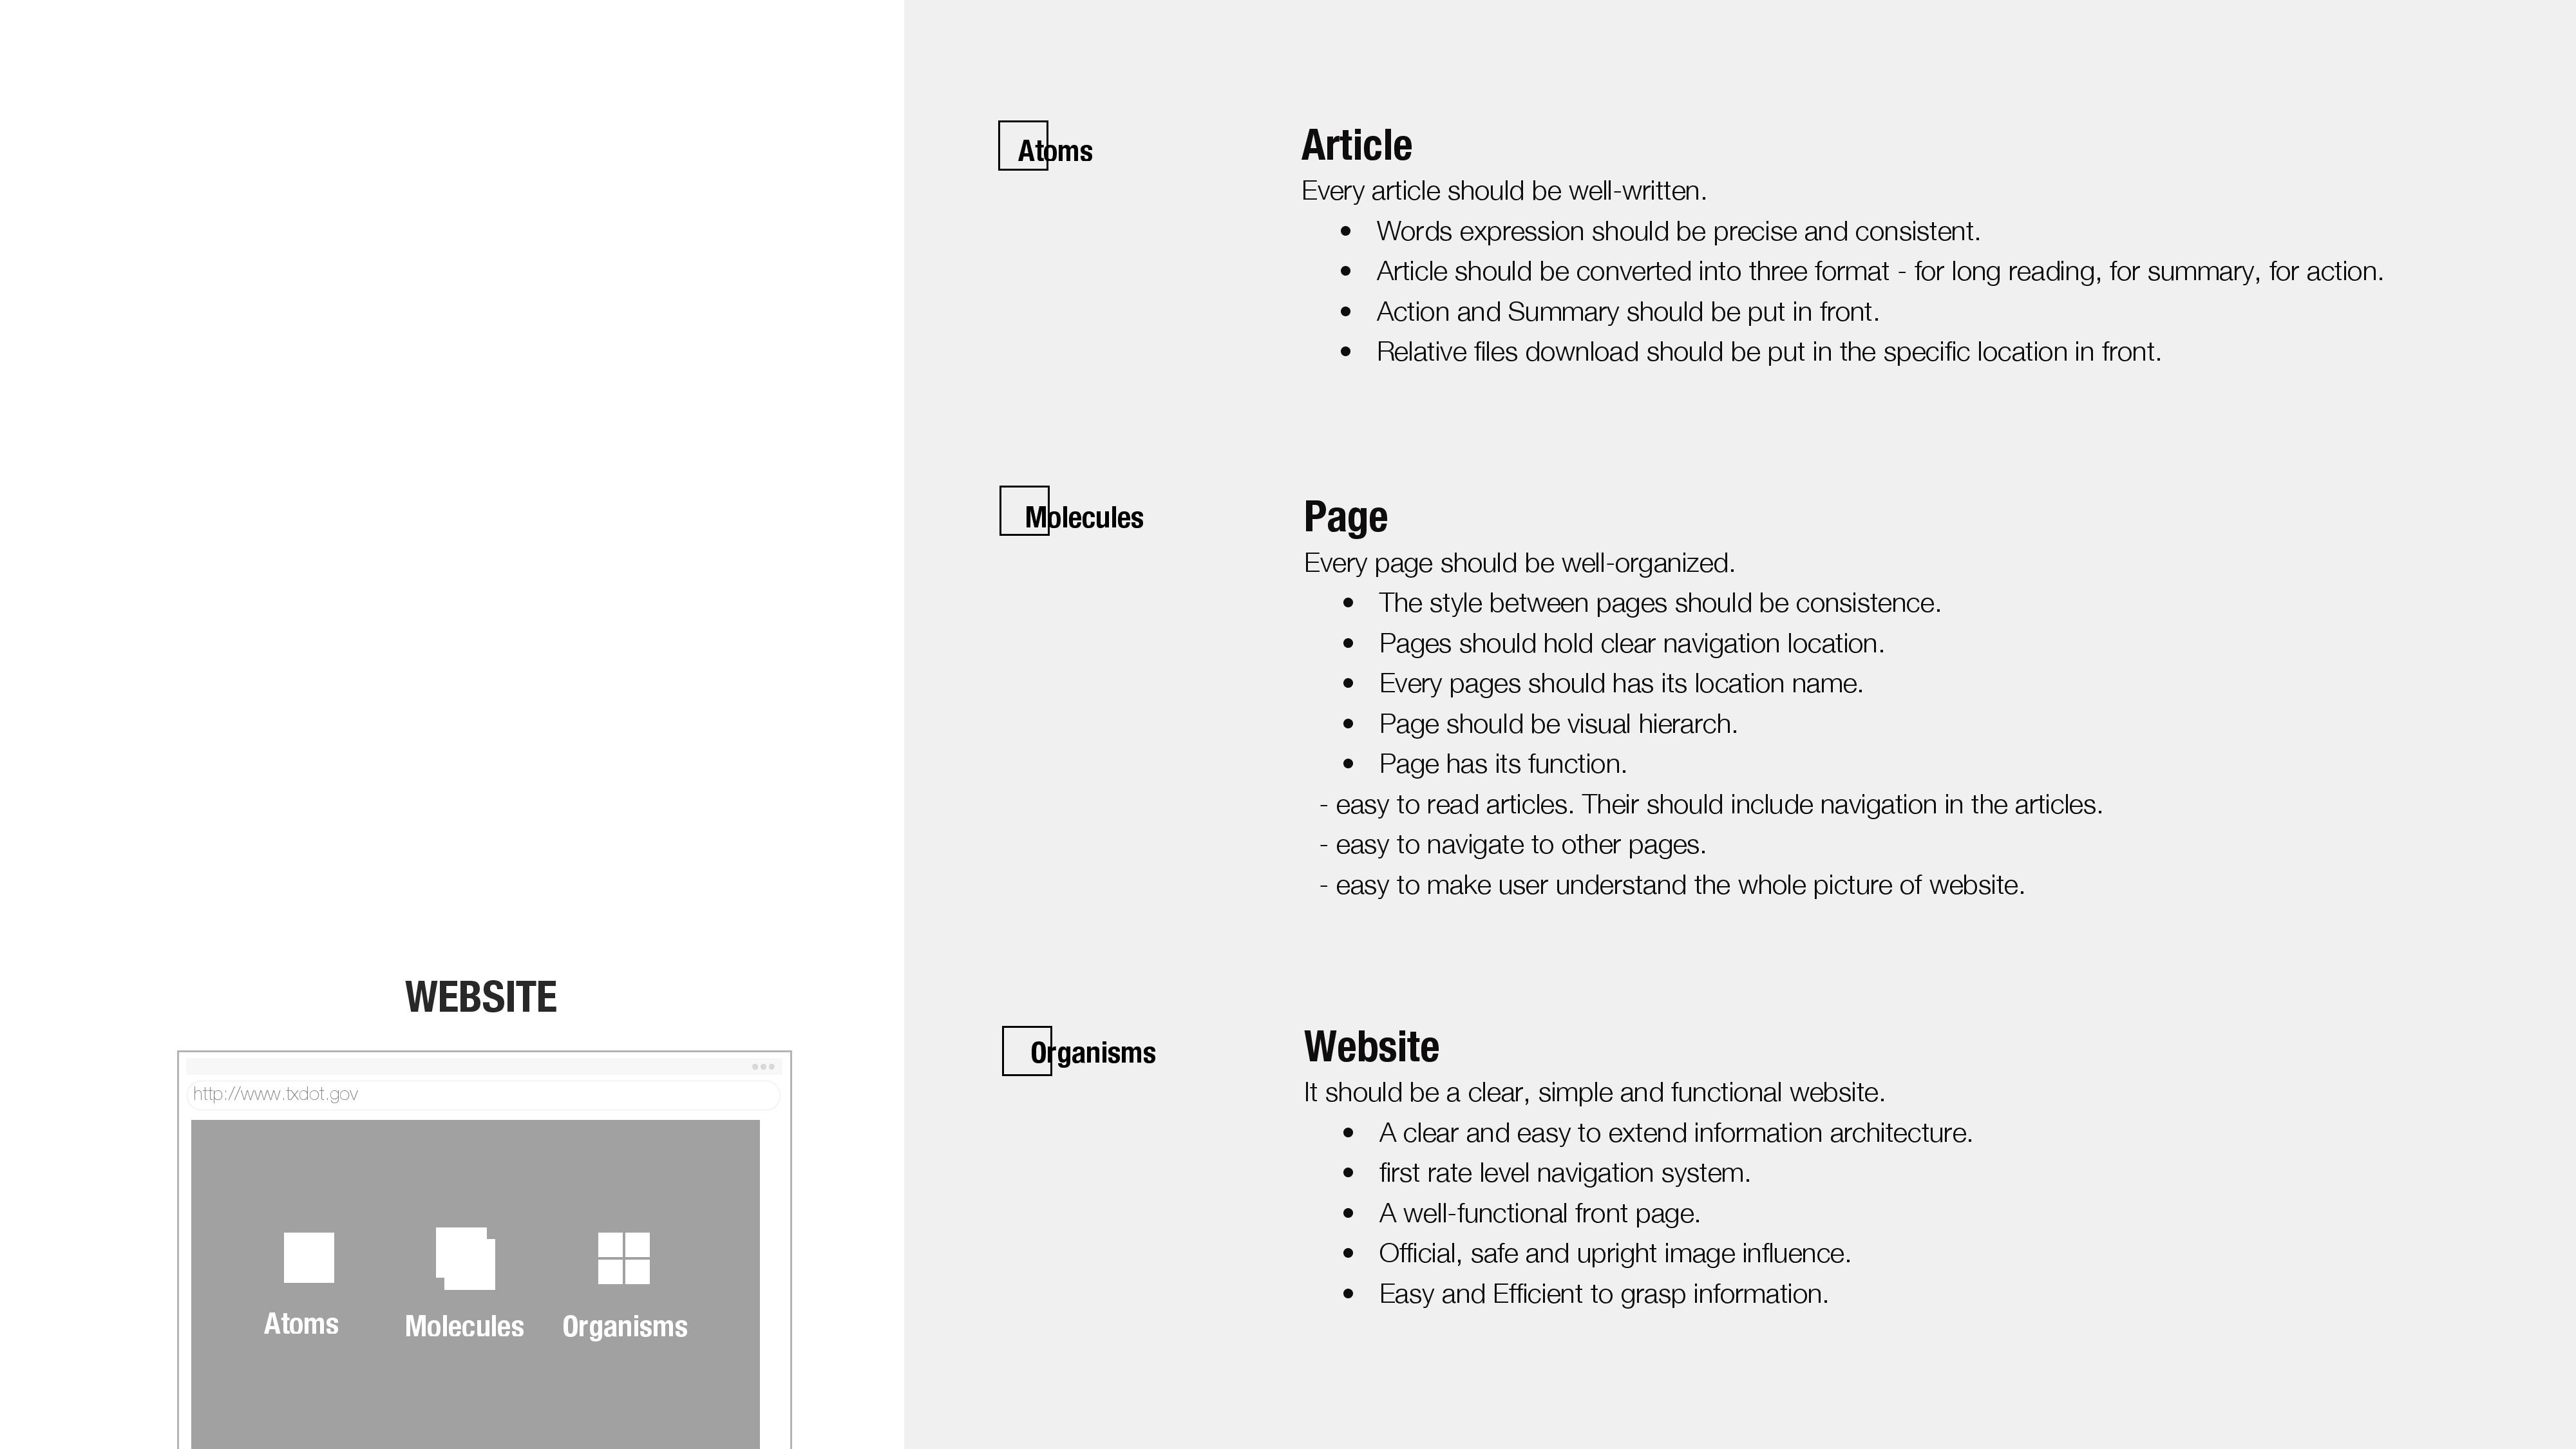 WEBSITE
http://www.txdot.gov
Atoms
Molecules
Organisms
Atoms
Article
Every article should be well-written.
• Words expression should be precise and consistent.
• Article should be converted into three format - for long reading, for summary, for action.
• Action and Summary should be put in front.
• Relative files download should be put in the specific location in front.
Molecules
Page
Every page should be well-organized.
• The style between pages should be consistence.
• Pages should hold clear navigation location.
• Every pages should has its location name.
• Page should be visual hierarch.
• Page has its function.
- easy to read articles. Their should include navigation in the articles.
- easy to navigate to other pages.
- easy to make user understand the whole picture of website.
Organisms
Website
It should be a clear, simple and functional website.
• A clear and easy to extend information architecture.
• first rate level navigation system.
• A well-functional front page.
• Official, safe and upright image influence.
• Easy and Efficient to grasp information.